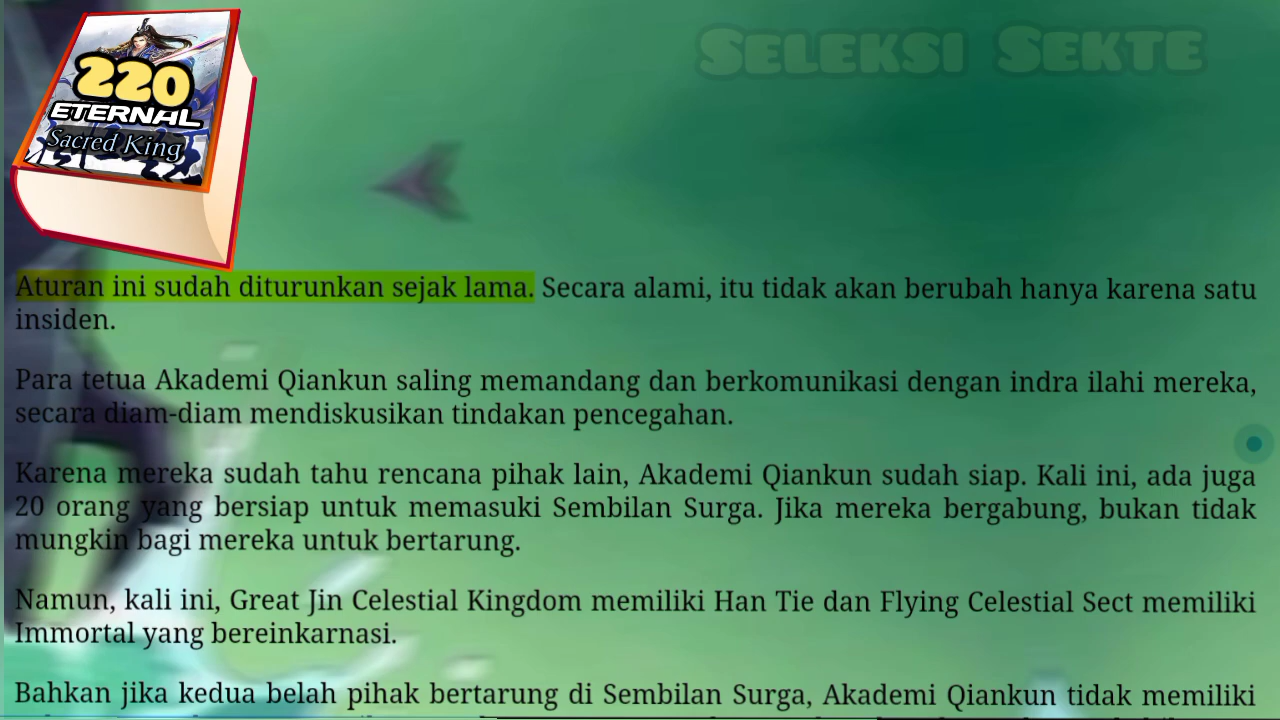 Seleksi Sekte
220
ETERNAL
Sacred King
Aturan ini sudah diturunkan sejak lama. Secara alami, itu tidak akan berubah hanya karena satu
insiden.
Para tetua Akademi Qiankun saling memandang dan berkomunikasi dengan indra ilahi mereka,
secara diam-diam mendiskusikan tindakan pencegahan.
Karena mereka sudah tahu rencana pihak lain, Akademi Qiankun sudah siap. Kali ini, ada juga
20 orang yang bersiap untuk memasuki Sembilan Surga. Jika mereka bergabung, bukan tidak
mungkin bagi mereka untuk bertarung.
Namun, kali ini, Great Jin Celestial Kingdom memiliki Han Tie dan Flying Celestial Sect memiliki
Immortal yang bereinkarnasi.
Bahkan jika kedua belah pihak bertarung di Sembilan Surga, Akademi Qiankun tidak memiliki